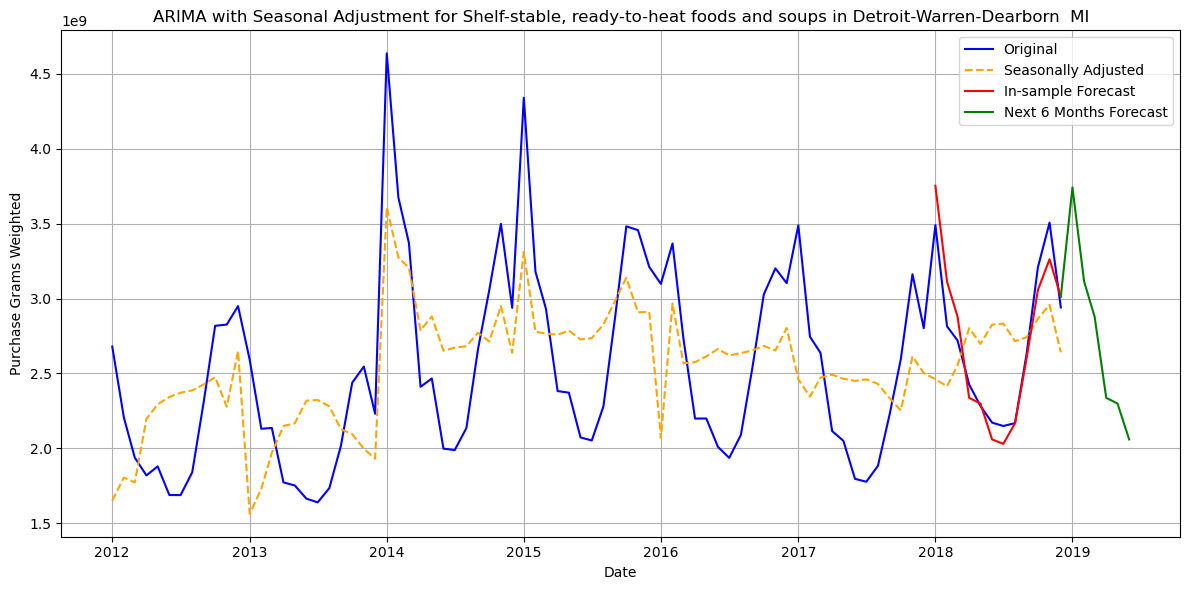 ARIMA with Seasonal Adjustment for Shelf-stable, ready-to-heat foods and soups in Detroit-Warren-Dearborn  MI
1e9
Original
Seasonally Adjusted
In-sample Forecast
Next 6 Months Forecast
4.5
4.0
3.5
3.0
2.5
2.0
1.5
Purchase Grams Weighted
2012 2013 2014 2015 2016 2017 2018 2019
Date